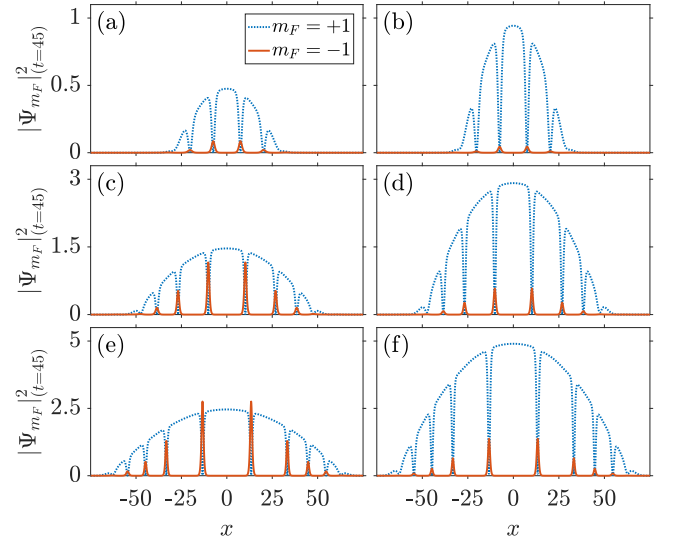 (a)
m_F = +1
m_F = −1
(b)
|Ψ_{m_F}|²_{(t=45)}
1
0.5
0
(c)
(d)
|Ψ_{m_F}|²_{(t=45)}
3
1.5
0
(e)
(f)
|Ψ_{m_F}|²_{(t=45)}
5
2.5
0
-50 -25 0 25 50 -50 -25 0 25 50
x x